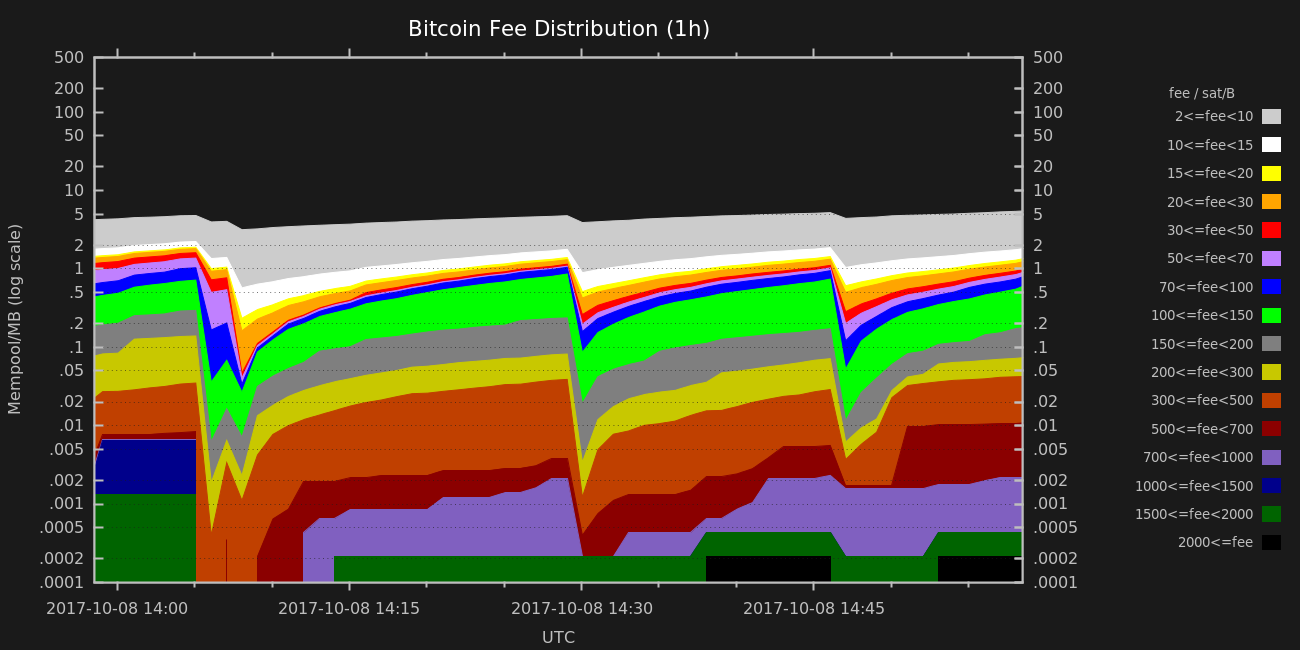 Bitcoin Fee Distribution (1h)
500
200
100
50
20
10
5
2
1
.5
.2
.1
.05
.02
.01
.005
.002
.001
.0005
.0002
.0001
Mempool/MB (log scale)
500
200
100
50
20
10
5
2
1
.5
.2
.1
.05
.02
.01
.005
.002
.001
.0005
.0002
.0001
2017-10-08 14:00
2017-10-08 14:15
2017-10-08 14:30
2017-10-08 14:45
UTC
fee / sat/B
2<=fee<10
10<=fee<15
15<=fee<20
20<=fee<30
30<=fee<50
50<=fee<70
70<=fee<100
100<=fee<150
150<=fee<200
200<=fee<300
300<=fee<500
500<=fee<700
700<=fee<1000
1000<=fee<1500
1500<=fee<2000
2000<=fee